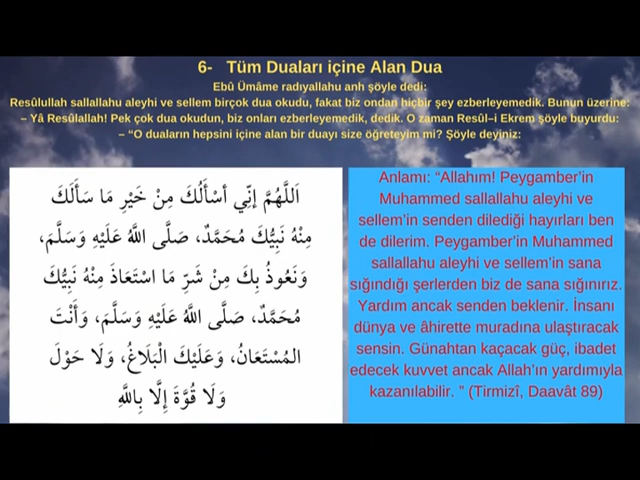 6- Tüm Duaları içine Alan Dua
Ebû Ümâme radıyallahu anh şöyle dedi:
Resûlullah sallallahu aleyhi ve sellem birçok dua okudu, fakat biz ondan hiçbir şey ezberleyemedik. Bunun üzerine:
– Yâ Resûlallah! Pek çok dua okudun, biz onları ezberleyemedik, dedik. O zaman Resûl–i Ekrem şöyle buyurdu:
– “O duaların hepsini içine alan bir duayı size öğreteyim mi? Şöyle deyiniz:
اَللَّهُمَّ إنِّي أسْأَلُكَ مِنْ خَيْرِ مَا سَأَلَكَ
مِنْهُ نَبِيُّكَ مُحَمَّدٌ، صَلَّى اللَّهُ عَلَيْهِ وَسَلَّمَ،
وَنَعُوذُ بِكَ مِنْ شَرِّ مَا اسْتَعَاذَ مِنْهُ نَبِيُّكَ
مُحَمَّدٌ، صَلَّى اللَّهُ عَلَيْهِ وَسَلَّمَ، وَأَنْتَ
المُسْتَعَانُ، وَعَلَيْكَ الْبَلَاغُ، وَلَا حَوْلَ
وَلَا قُوَّةَ إِلَّا بِاللَّهِ
Anlamı: “Allahım! Peygamber’in
Muhammed sallallahu aleyhi ve
sellem’in senden dilediği hayırları ben
de dilerim. Peygamber’in Muhammed
sallallahu aleyhi ve sellem’in sana
sığındığı şerlerden biz de sana sığınırız.
Yardım ancak senden beklenir. İnsanı
dünya ve âhirette muradına ulaştıracak
sensin. Günahtan kaçacak güç, ibadet
edecek kuvvet ancak Allah’ın yardımıyla
kazanılabilir. ” (Tirmizî, Daavât 89)